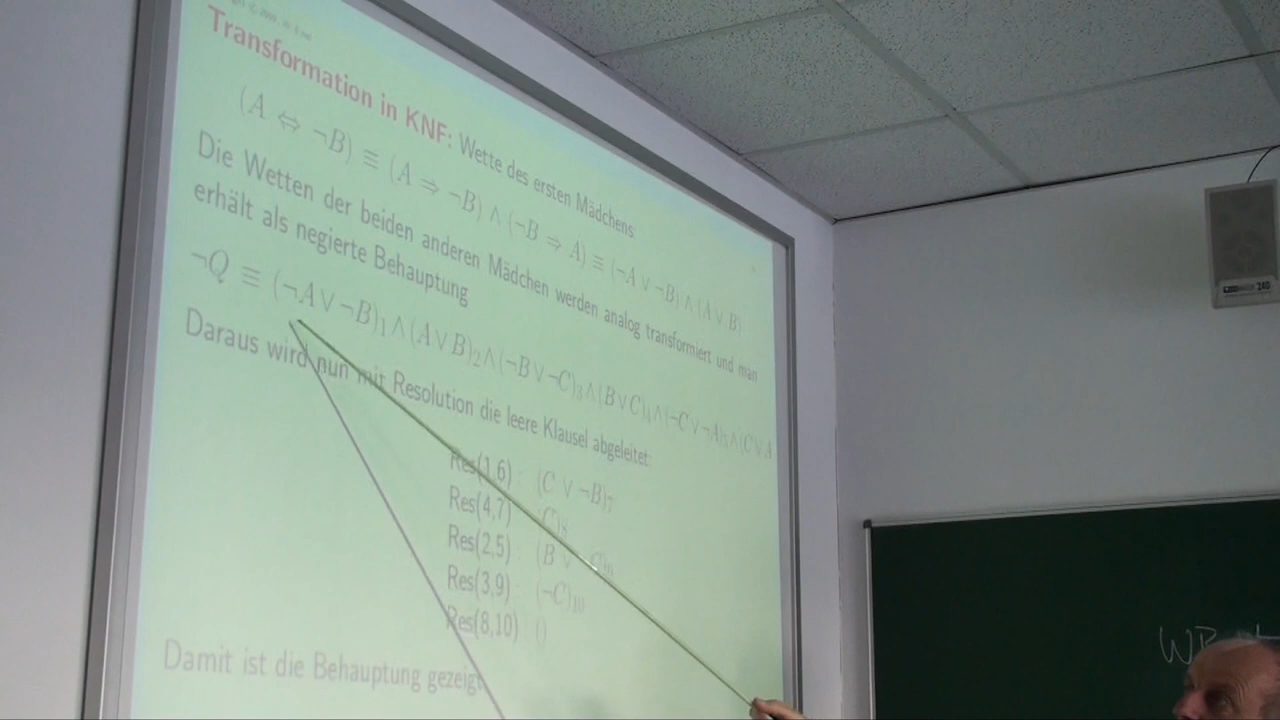 Transformation in KNF: Wette des ersten Mädchens
(A ⇔ ¬B) ≡ (A ⇒ ¬B) ∧ (¬B ⇒ A) ≡ (¬A ∨ ¬B) ∧ (A ∨ B)
Die Wetten der beiden anderen Mädchen werden analog transformiert und man
erhält als negierte Behauptung
¬Q ≡ (¬A ∨ ¬B)₁ ∧ (A ∨ B)₂ ∧ (¬B ∨ ¬C)₃ ∧ (B ∨ C)₄ ∧ (¬C ∨ ¬A)₅ ∧ (C ∨ A
Daraus wird nun mit Resolution die leere Klausel abgeleitet:
Res(1,6) : (C ∨ ¬B)₇
Res(4,7) : (C)₈
Res(2,5) : (B ∨
Res(3,9) : (¬C)₁₀
Res(8,10) : ()
Damit ist die Behauptung gezeigt